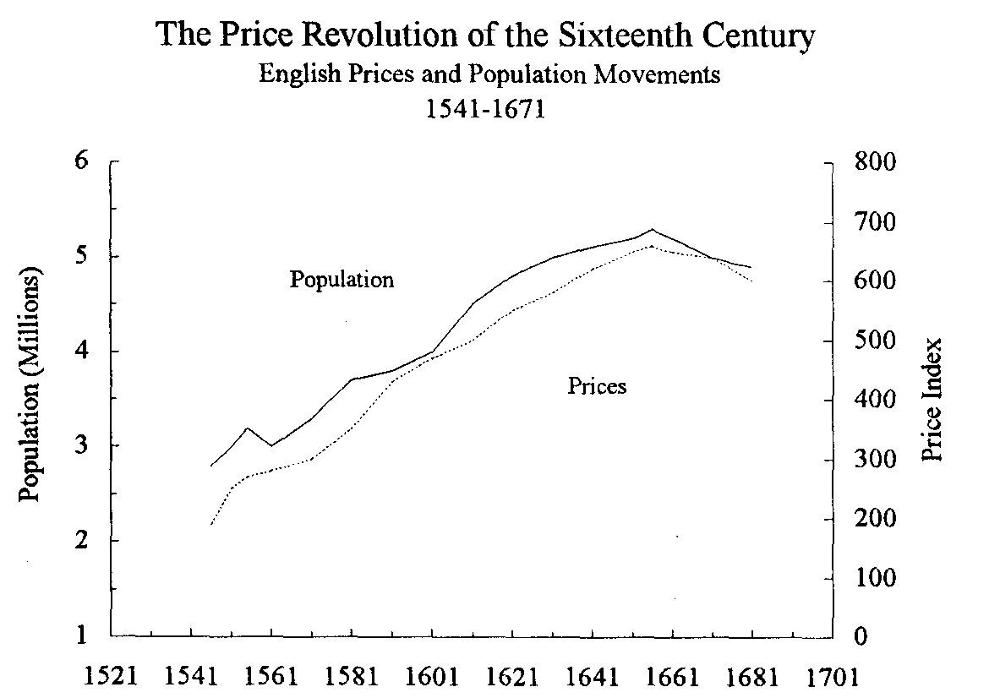 The Price Revolution of the Sixteenth Century
English Prices and Population Movements
1541-1671
6
5
4
3
2
1
Population (Millions)
Population
Prices
800
700
600
500
400
300
200
100
0
Price Index
1521 1541 1561 1581 1601 1621 1641 1661 1681 1701